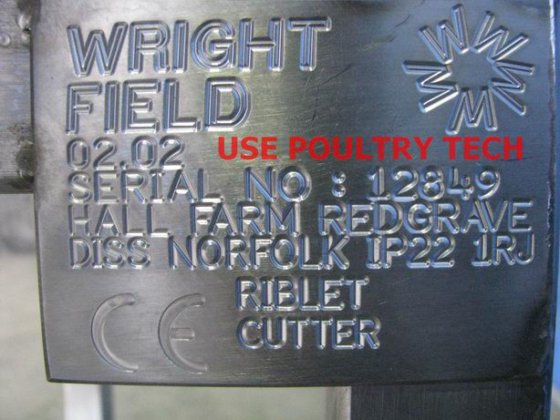 WRIGHT
FIELD
02.02 USE POULTRY TECH
SERIAL NO : 12849
HALL FARM REDGRAVE
DISS NORFOLK IP22 1RJ
RIBLET
CE CUTTER